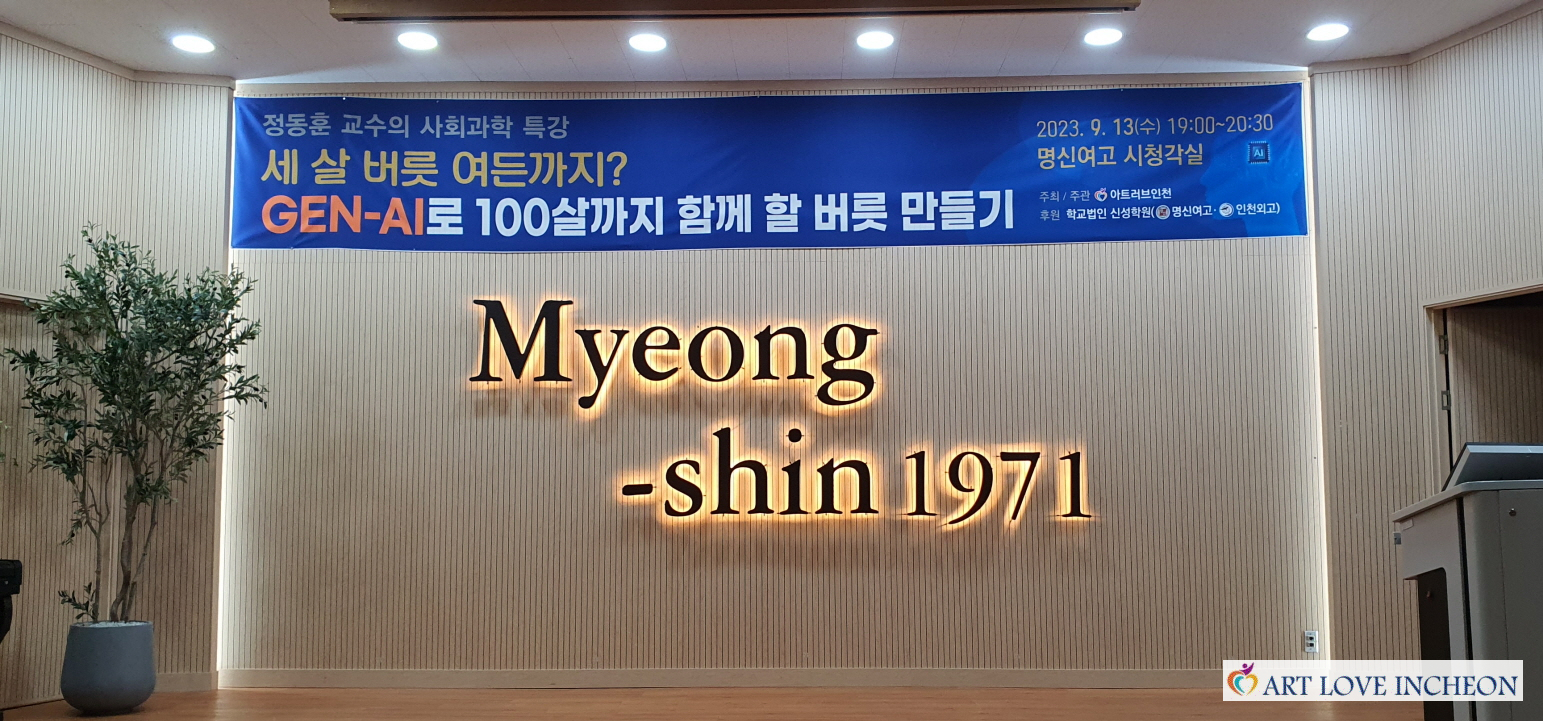 정동훈 교수의 사회과학 특강
세 살 버릇 여든까지?
GEN-AI로 100살까지 함께 할 버릇 만들기
2023. 9. 13(수) 19:00~20:30
명신여고 시청각실
AI
주최 / 주관 아트러브인천
후원 학교법인 신성학원(명신여고· 인천외고)
Myeong
-shin 1971
ART LOVE INCHEON